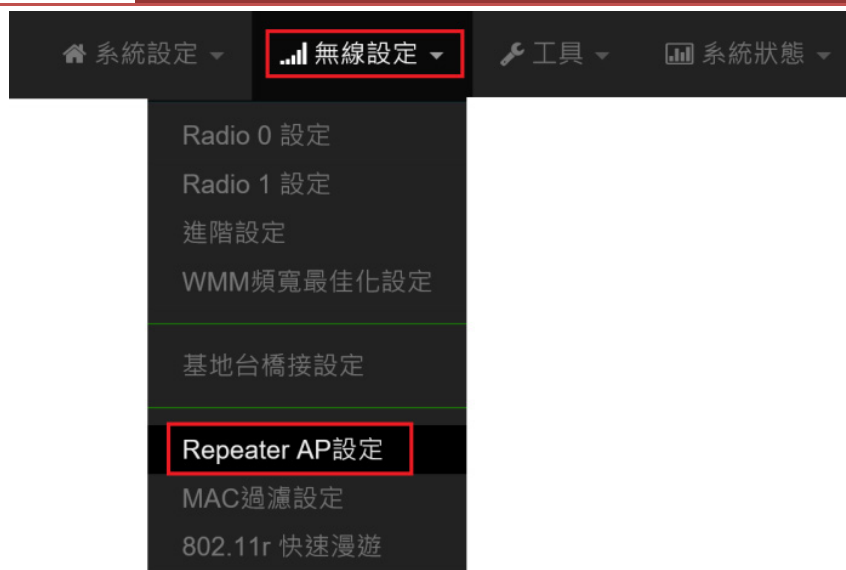 系統設定 無線設定 工具 系統狀態
Radio 0 設定
Radio 1 設定
進階設定
WMM頻寬最佳化設定
基地台橋接設定
Repeater AP設定
MAC過濾設定
802.11r 快速漫遊